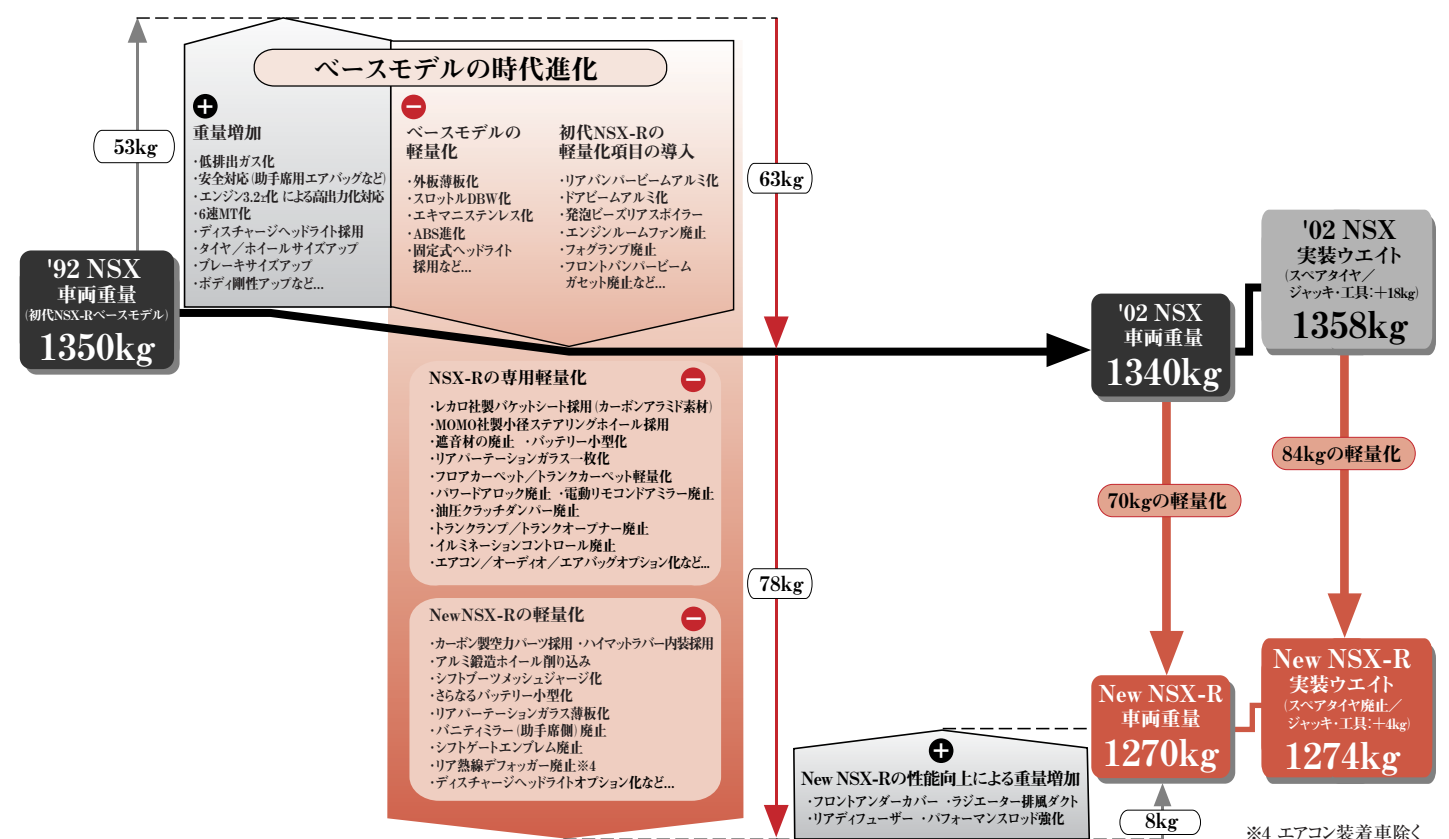 ベースモデルの時代進化
53kg
重量増加
・低排出ガス化
・安全対応(助手席用エアバッグなど)
・エンジン3.2ℓ化 による高出力化対応
・6速MT化
・ディスチャージヘッドライト採用
・タイヤ／ホイールサイズアップ
・ブレーキサイズアップ
・ボディ剛性アップなど...
ベースモデルの
軽量化
・外板薄板化
・スロットルDBW化
・エキマニステンレス化
・ABS進化
・固定式ヘッドライト
採用など...
初代NSX-Rの
軽量化項目の導入
・リアバンパービームアルミ化
・ドアビームアルミ化
・発泡ビーズリアスポイラー
・エンジンルームファン廃止
・フォグランプ廃止
・フロントバンパービーム
ガセット廃止など...
63kg
'92 NSX
車両重量
(初代NSX-Rベースモデル)
1350kg
'02 NSX
車両重量
1340kg
'02 NSX
実装ウエイト
(スペアタイヤ／
ジャッキ・工具:+18kg)
1358kg
NSX-Rの専用軽量化
・レカロ社製バケットシート採用(カーボンアラミド素材)
・MOMO社製小径ステアリングホイール採用
・遮音材の廃止 ・バッテリー小型化
・リアパーテーションガラス一枚化
・フロアカーペット／トランクカーペット軽量化
・パワードアロック廃止 ・電動リモコンドアミラー廃止
・油圧クラッチダンパー廃止
・トランクランプ／トランクオープナー廃止
・イルミネーションコントロール廃止
・エアコン／オーディオ／エアバッグオプション化など...
78kg
70kgの軽量化
84kgの軽量化
NewNSX-Rの軽量化
・カーボン製空力パーツ採用 ・ハイマットラバー内装採用
・アルミ鍛造ホイール削り込み
・シフトブーツメッシュジャージ化
・さらなるバッテリー小型化
・リアパーテーションガラス薄板化
・バニティミラー(助手席側)廃止
・シフトゲートエンブレム廃止
・リア熱線デフォッガー廃止※4
・ディスチャージヘッドライトオプション化など...
New NSX-Rの性能向上による重量増加
・フロントアンダーカバー ・ラジエーター排風ダクト
・リアディフューザー ・パフォーマンスロッド強化
8kg
New NSX-R
車両重量
1270kg
New NSX-R
実装ウエイト
(スペアタイヤ廃止／
ジャッキ・工具:+4kg)
1274kg
※4 エアコン装着車除く